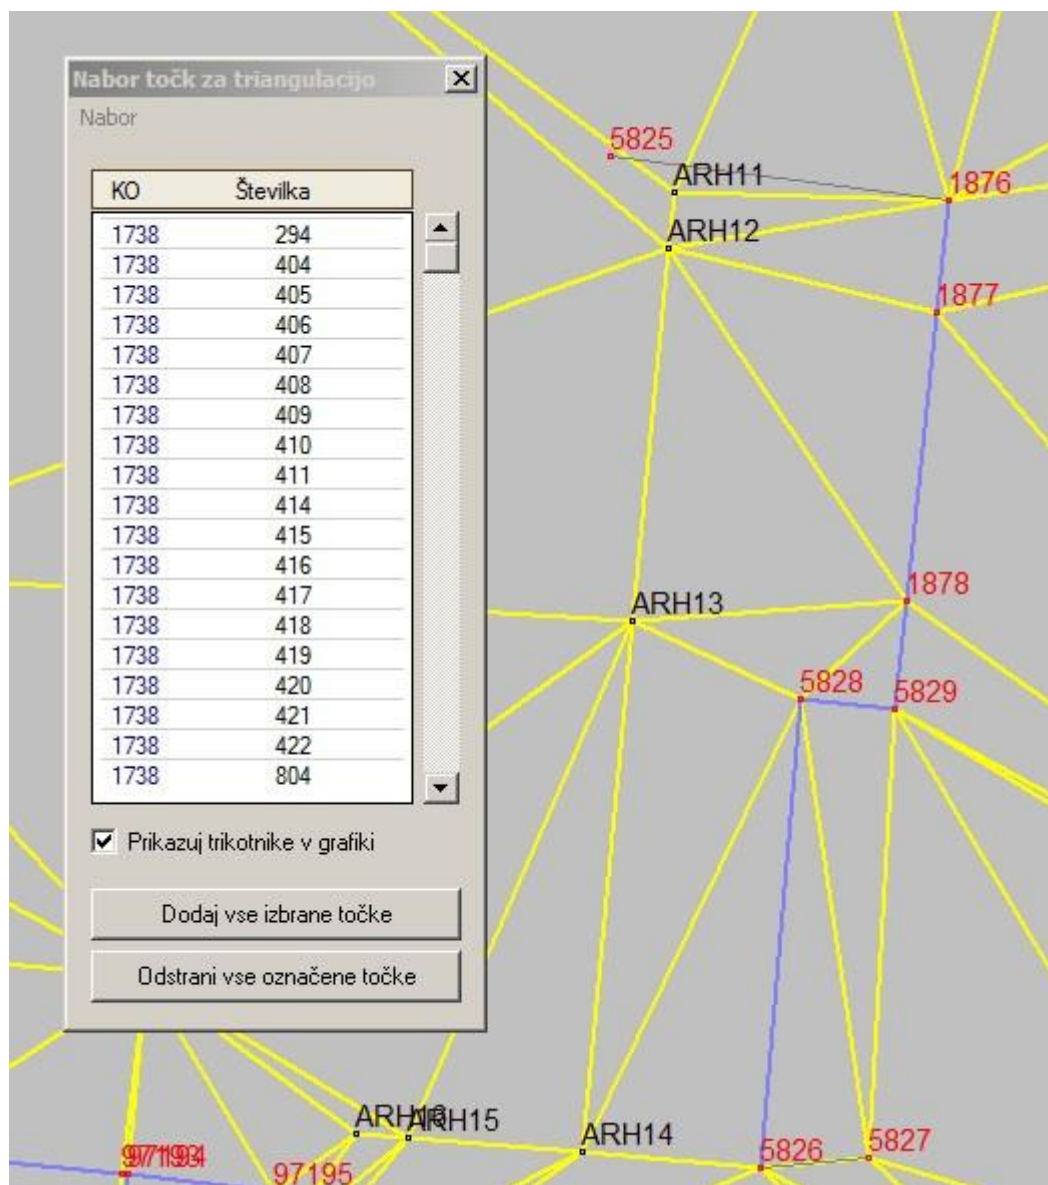 Nabor točk za triangulacijo
Nabor
KO Številka
1738 294
1738 404
1738 405
1738 406
1738 407
1738 408
1738 409
1738 410
1738 411
1738 414
1738 415
1738 416
1738 417
1738 418
1738 419
1738 420
1738 421
1738 422
1738 804
Prikazuj trikotnike v grafiki
Dodaj vse izbrane točke
Odstrani vse označene točke
5825
ARH11
1876
ARH12
1877
1878
ARH13
5828
5829
ARH15
ARH14
5827
5826
97195